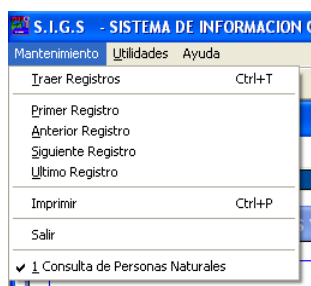 S.I.G.S - SISTEMA DE INFORMACION
Mantenimiento Utilidades Ayuda
Traer Registros Ctrl+T
Primer Registro
Anterior Registro
Siguiente Registro
Ultimo Registro
Imprimir Ctrl+P
Salir
✓ 1 Consulta de Personas Naturales